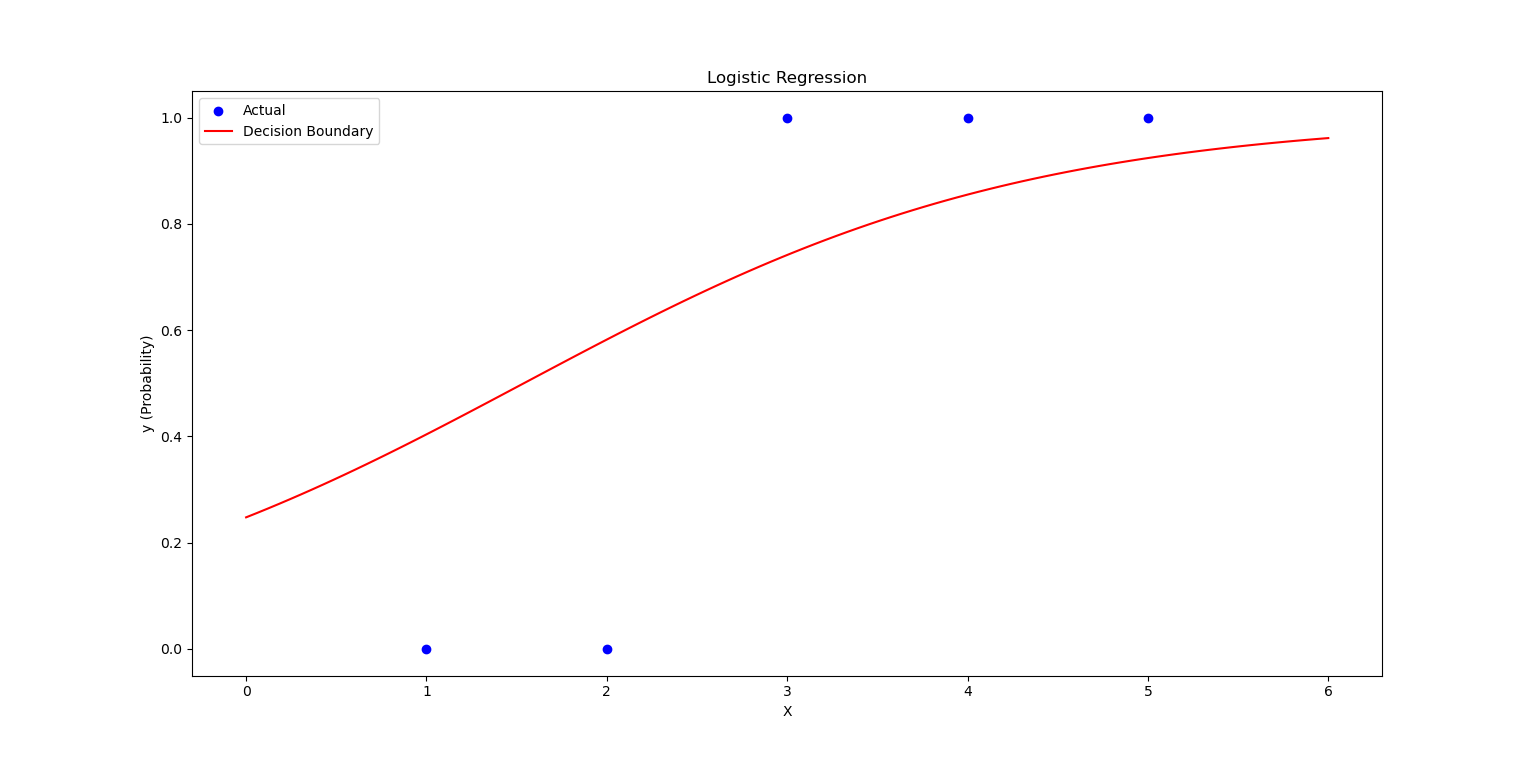 Logistic Regression
Actual
Decision Boundary
1.0
0.8
0.6
0.4
0.2
0.0
y (Probability)
0 1 2 3 4 5 6
X